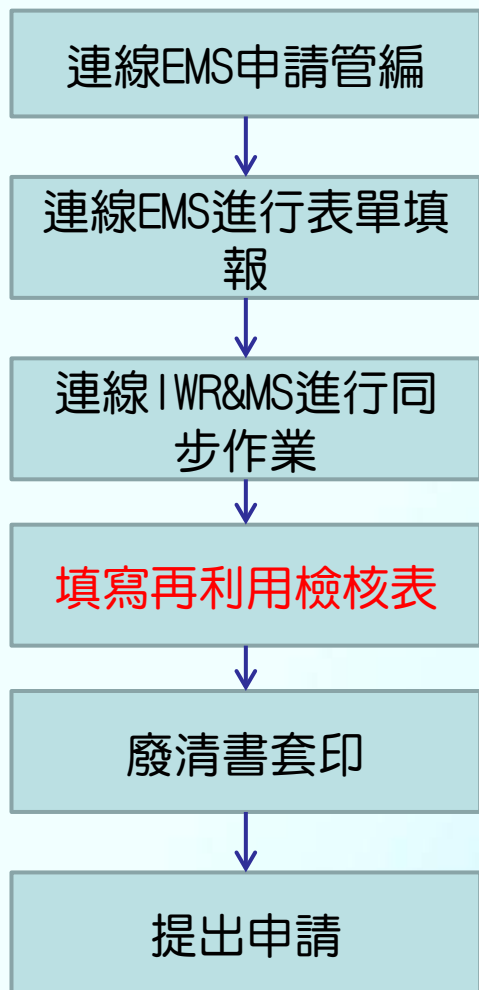 連線EMS申請管編
連線EMS進行表單填
報
連線IWR&MS進行同
步作業
填寫再利用檢核表
廢清書套印
提出申請